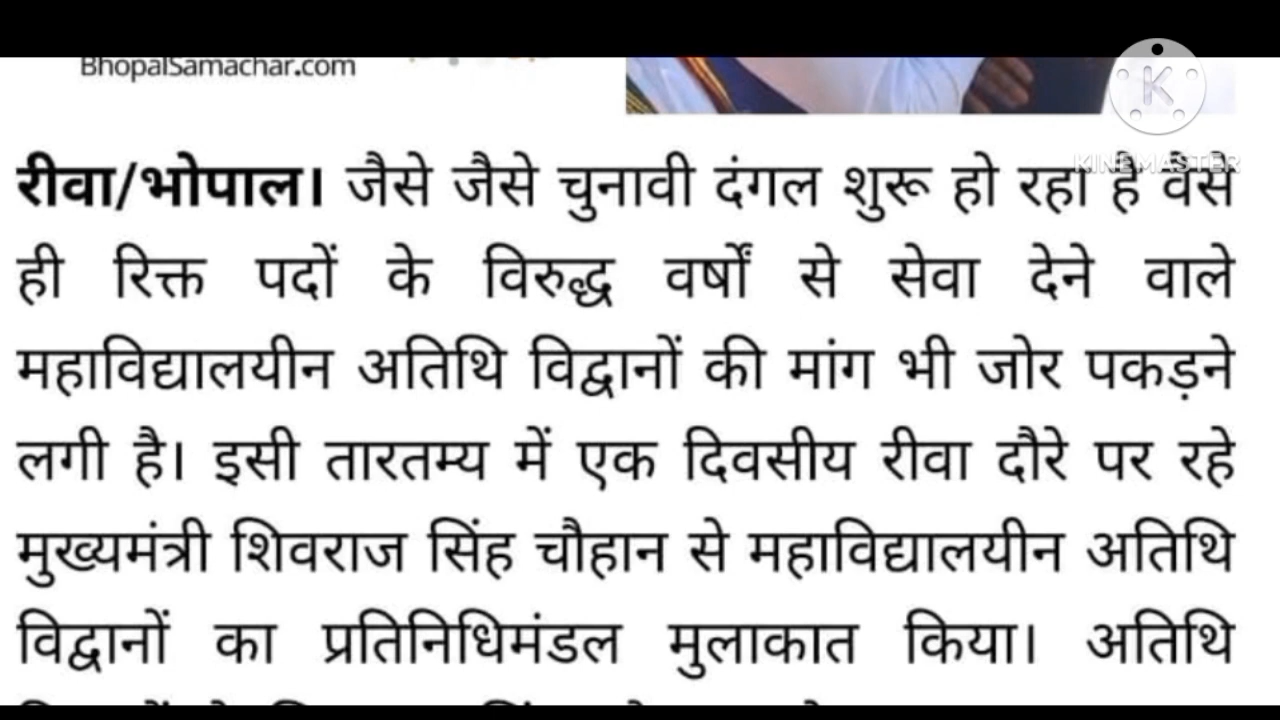 BhopalSamachar.com
KINEMASTER
रीवा/भोपाल। जैसे जैसे चुनावी दंगल शुरू हो रहा है वैसे
ही रिक्त पदों के विरुद्ध वर्षों से सेवा देने वाले
महाविद्यालयीन अतिथि विद्वानों की मांग भी जोर पकड़ने
लगी है। इसी तारतम्य में एक दिवसीय रीवा दौरे पर रहे
मुख्यमंत्री शिवराज सिंह चौहान से महाविद्यालयीन अतिथि
विद्वानों का प्रतिनिधिमंडल मुलाकात किया। अतिथि